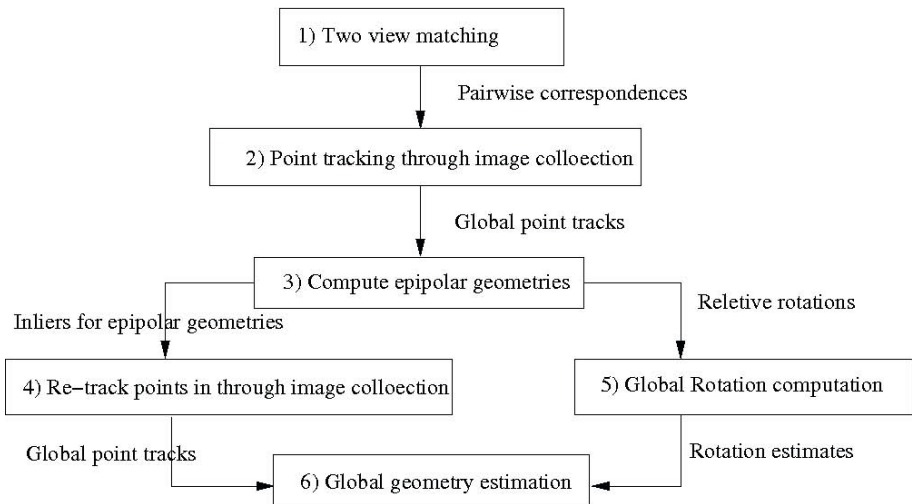 1) Two view matching
Pairwise correspondences
2) Point tracking through image colloection
Global point tracks
3) Compute epipolar geometries
Inliers for epipolar geometries
Reletive rotations
4) Re-track points in through image colloection
5) Global Rotation computation
Global point tracks
Rotation estimates
6) Global geometry estimation